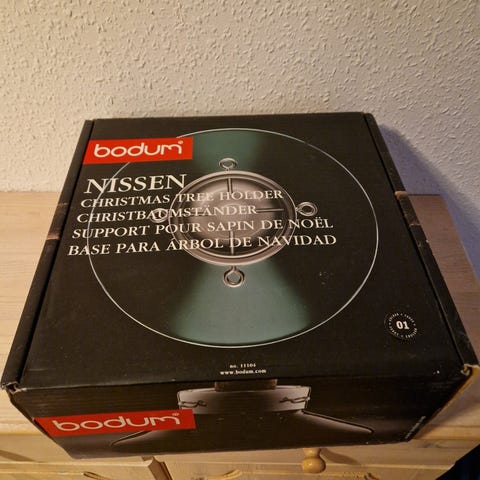 bodum®
NISSEN
CHRISTMAS TREE HOLDER
CHRISTBAUMSTÄNDER
SUPPORT POUR SAPIN DE NOËL
BASE PARA ÁRBOL DE NAVIDAD
01
no. 11104
www.bodum.com
bodum®